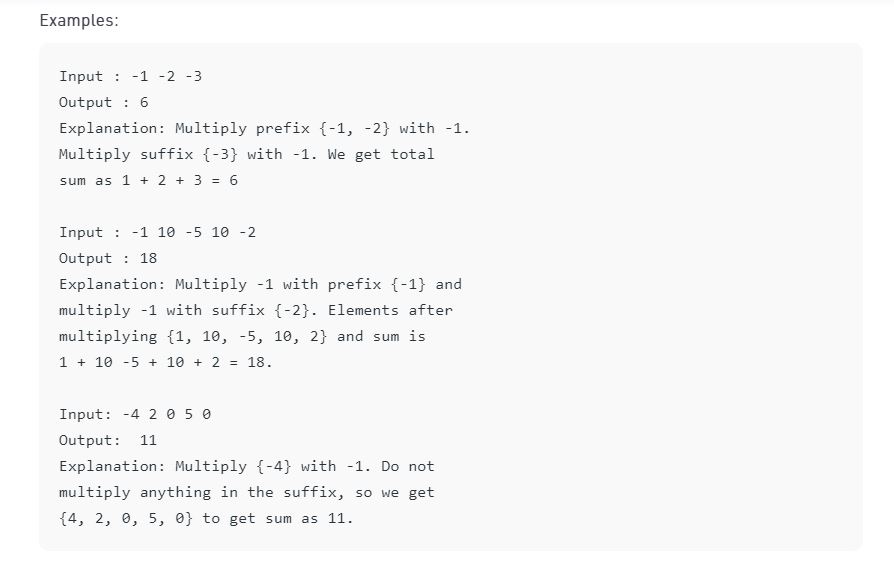 Examples:
Input : -1 -2 -3
Output : 6
Explanation: Multiply prefix {-1, -2} with -1.
Multiply suffix {-3} with -1. We get total
sum as 1 + 2 + 3 = 6
Input : -1 10 -5 10 -2
Output : 18
Explanation: Multiply -1 with prefix {-1} and
multiply -1 with suffix {-2}. Elements after
multiplying {1, 10, -5, 10, 2} and sum is
1 + 10 -5 + 10 + 2 = 18.
Input: -4 2 0 5 0
Output:  11
Explanation: Multiply {-4} with -1. Do not
multiply anything in the suffix, so we get
{4, 2, 0, 5, 0} to get sum as 11.